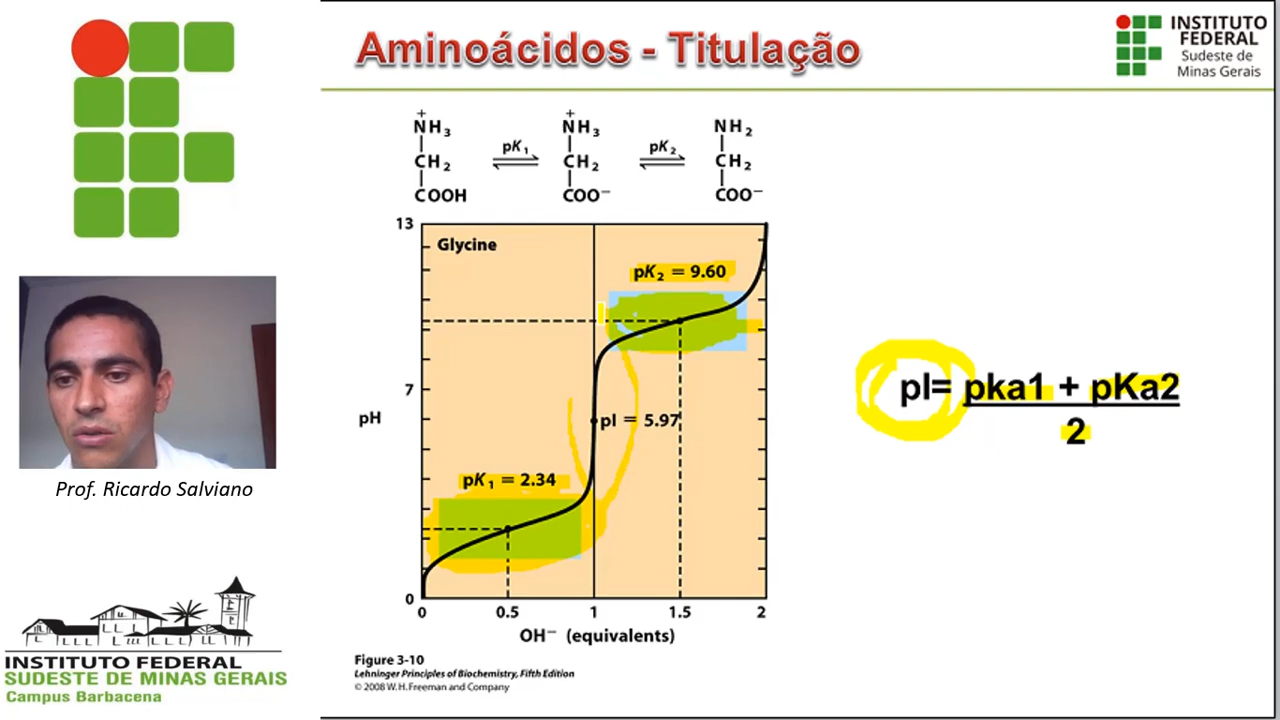 Aminoácidos - Titulação
INSTITUTO
FEDERAL
Sudeste de
Minas Gerais
+
NH₃
CH₂
COOH
pK₁
+
NH₃
CH₂
COO⁻
pK₂
NH₂
CH₂
COO⁻
13
Glycine
pK₂ = 9.60
7
pH
pI = 5.97
pK₁ = 2.34
0
0 0.5 1 1.5 2
OH⁻ (equivalents)
Figure 3-10
Lehninger Principles of Biochemistry, Fifth Edition
© 2008 W. H. Freeman and Company
pI= pka1 + pKa2
2
Prof. Ricardo Salviano
INSTITUTO FEDERAL
SUDESTE DE MINAS GERAIS
Campus Barbacena